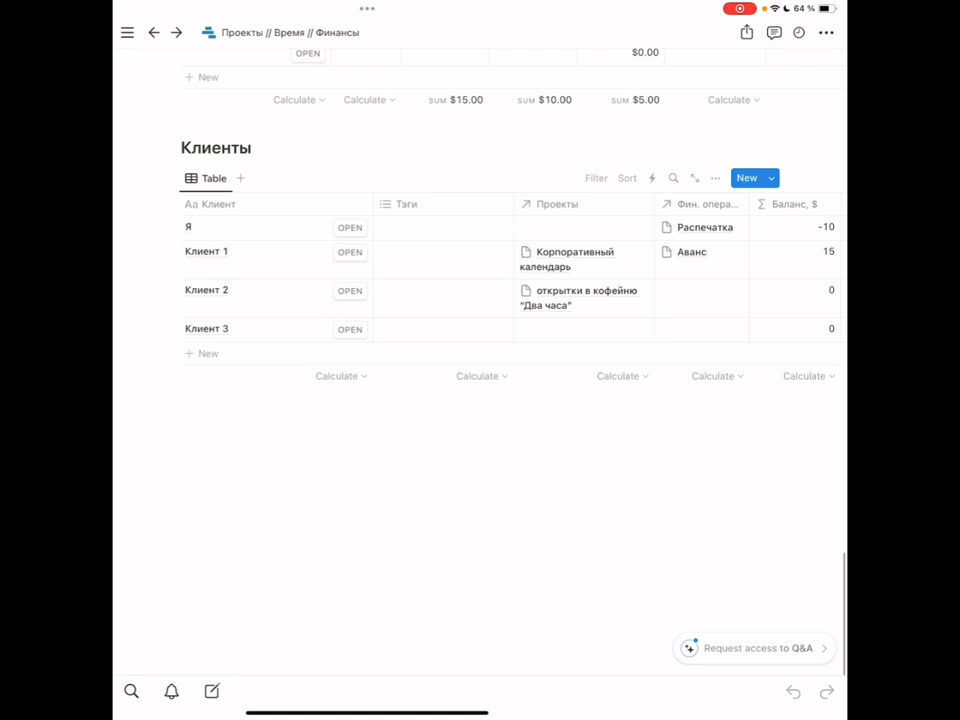 64 %
Проекты // Время // Финансы
OPEN $0.00
+ New
Calculate Calculate SUM $15.00 SUM $10.00 SUM $5.00 Calculate
Клиенты
Table + Filter Sort New
Aa Клиент Тэги Проекты Фин. опера... Σ Баланс, $
Я OPEN Распечатка -10
Клиент 1 OPEN Корпоративный Аванс 15
календарь
Клиент 2 OPEN открытки в кофейню 0
"Два часа"
Клиент 3 OPEN 0
+ New
Calculate Calculate Calculate Calculate Calculate
Request access to Q&A